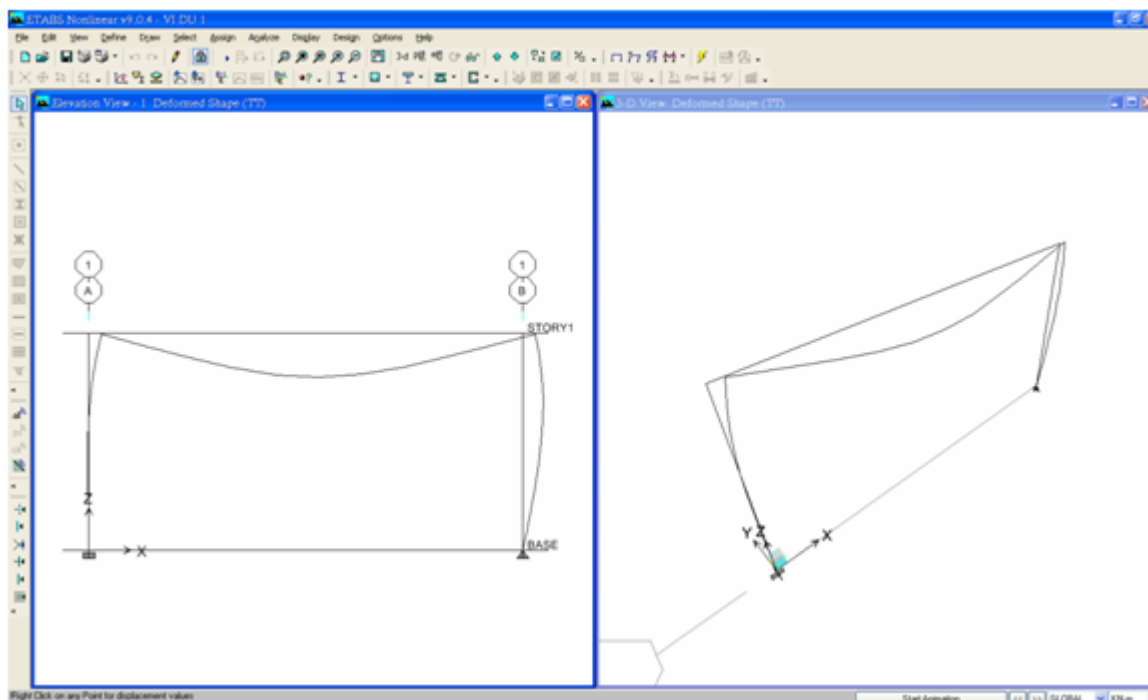 ETABS Nonlinear v9.0.4 - VI DU 1
File Edit View Define Draw Select Assign Analyze Display Design Options Help
Elevation View - 1 Deformed Shape (TT)
3-D View Deformed Shape (TT)
1 1
A B
STORY1
Z
X
BASE
Y Z X
Right Click on any Point for displacement values
Start Animation << >> GLOBAL